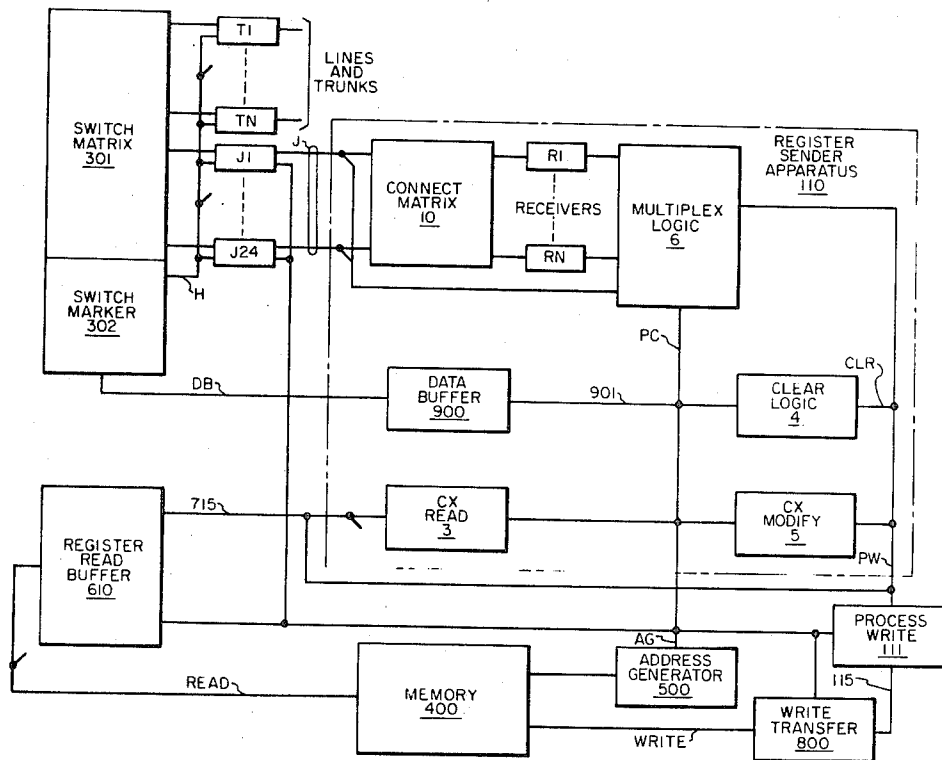 T1
LINES
AND
TRUNKS
TN
SWITCH
MATRIX
301
J
J1
J24
SWITCH
MARKER
302
H
REGISTER
SENDER
APPARATUS
110
CONNECT
MATRIX
10
R1
RECEIVERS
RN
MULTIPLEX
LOGIC
6
PC
DB
DATA
BUFFER
900
901
CLEAR
LOGIC
4
CLR
715
CX
READ
3
CX
MODIFY
5
PW
REGISTER
READ
BUFFER
610
AG
PROCESS
WRITE
111
115
READ
MEMORY
400
ADDRESS
GENERATOR
500
WRITE
WRITE
TRANSFER
800